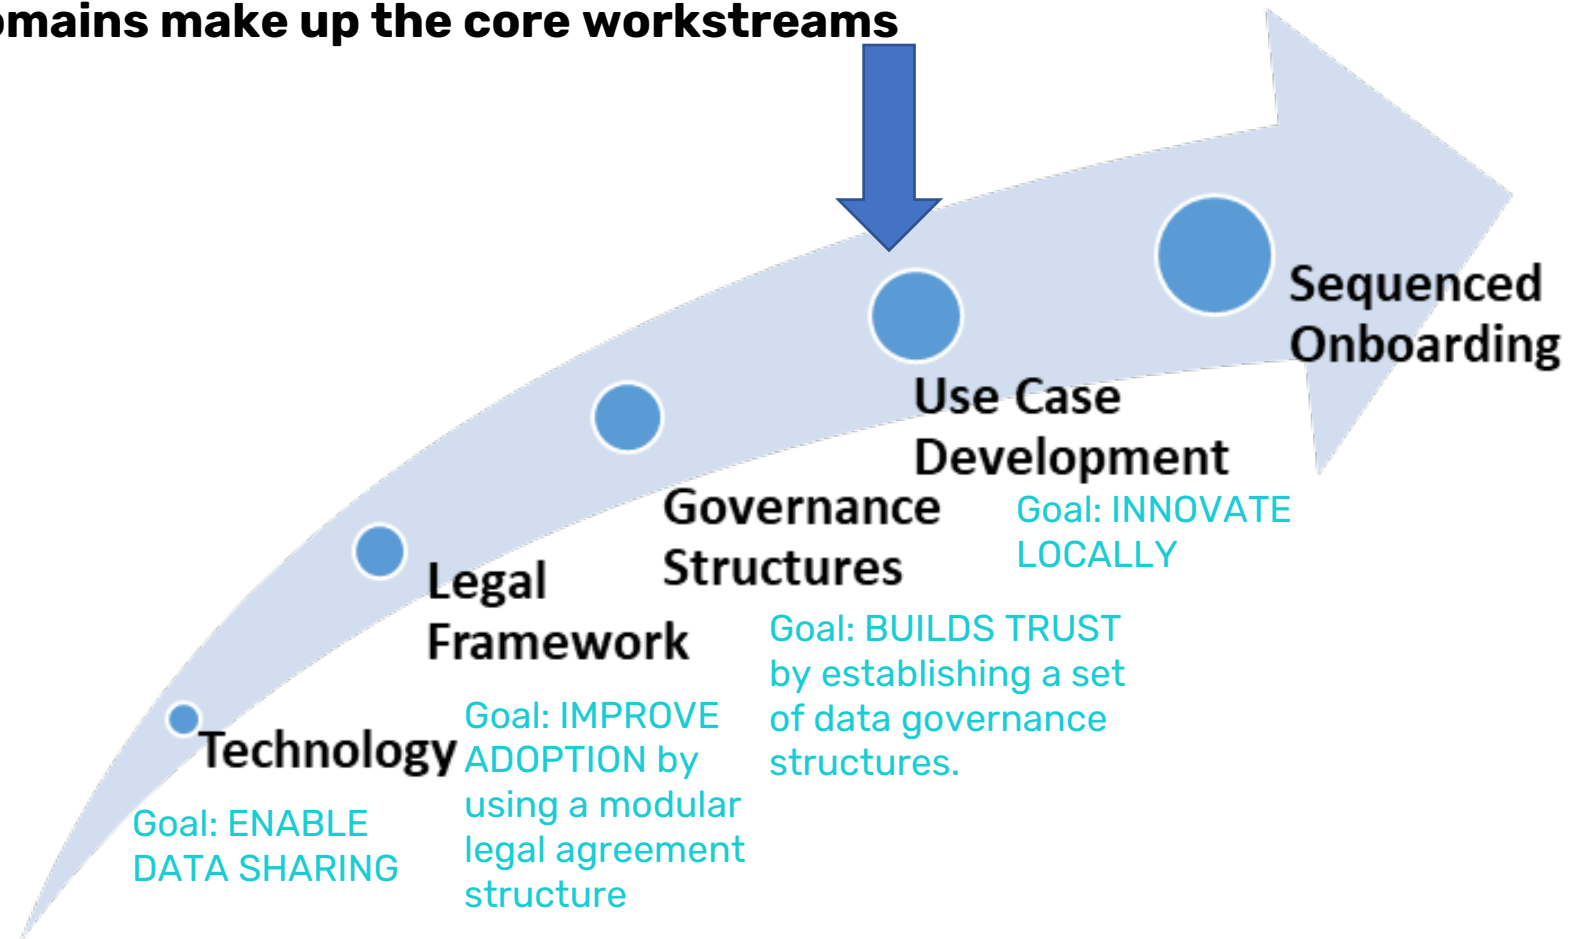 omains make up the core workstreams
Sequenced
Onboarding
Use Case
Development
Goal: INNOVATE
LOCALLY
Governance
Structures
Goal: BUILDS TRUST
by establishing a set
of data governance
structures.
Legal
Framework
Goal: IMPROVE
ADOPTION by
using a modular
legal agreement
structure
Technology
Goal: ENABLE
DATA SHARING